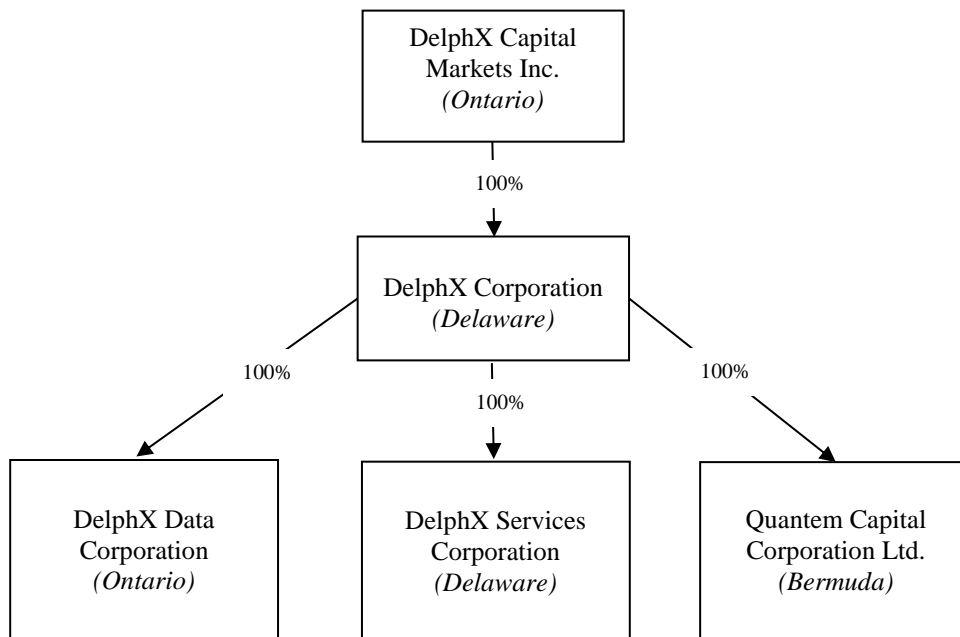 DelphX Capital
Markets Inc.
(Ontario)
100%
DelphX Corporation
(Delaware)
100%
100%
100%
DelphX Data
Corporation
(Ontario)
DelphX Services
Corporation
(Delaware)
Quantem Capital
Corporation Ltd.
(Bermuda)